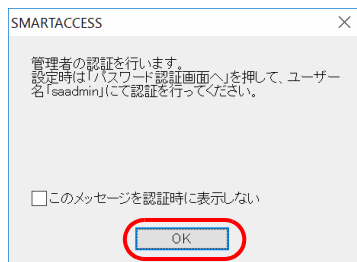 SMARTACCESS
管理者の認証を行います。
設定時は「パスワード認証画面へ」を押して、ユーザー
名「saadmin」にて認証を行ってください。
このメッセージを認証時に表示しない
OK